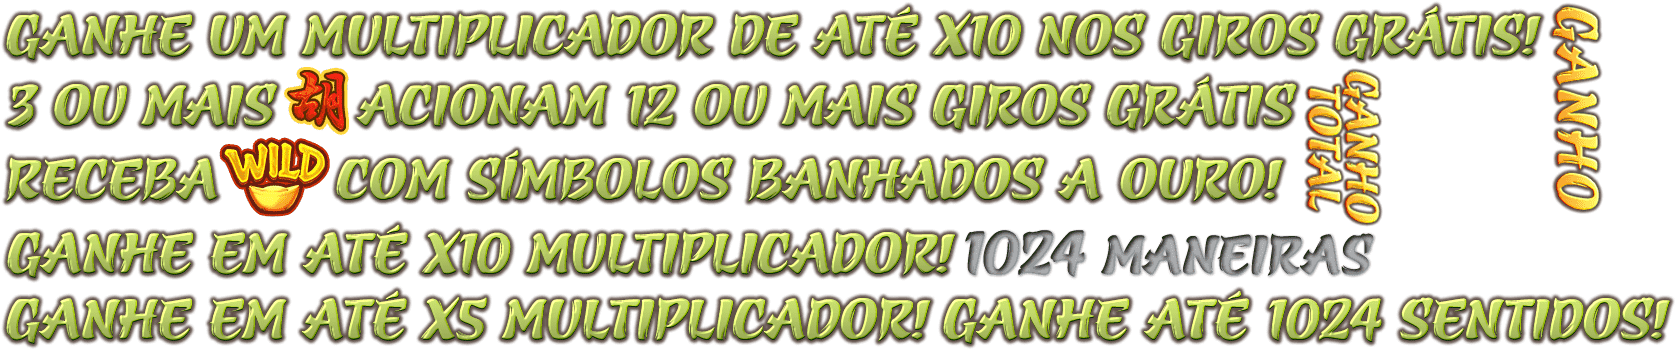 GANHE UM MULTIPLICADOR DE ATÉ X10 NOS GIROS GRÁTIS!
GANHO
3 OU MAIS 胡 ACIONAM 12 OU MAIS GIROS GRÁTIS
GANHO
TOTAL
RECEBA WILD COM SÍMBOLOS BANHADOS A OURO!
GANHE EM ATÉ X10 MULTIPLICADOR!
1024 MANEIRAS
GANHE EM ATÉ X5 MULTIPLICADOR!
GANHE ATÉ 1024 SENTIDOS!